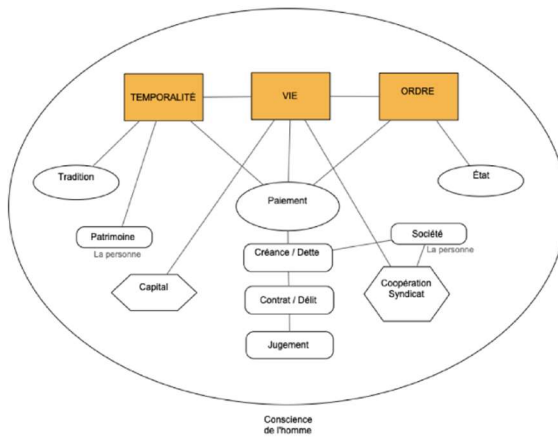 TEMPORALITÉ
VIE
ORDRE
Tradition
État
Paiement
Patrimoine
La personne
Société
La personne
Créance / Dette
Capital
Coopération
Syndicat
Contrat / Délit
Jugement
Conscience
de l'homme